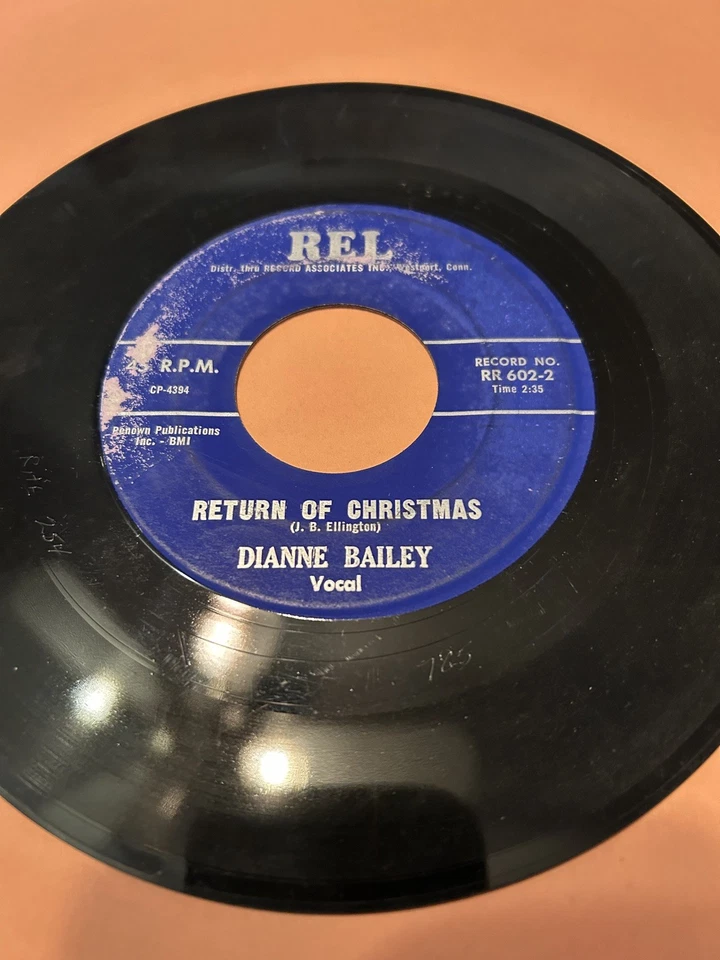 REL
Distr. thru RECORD ASSOCIATES INC., Westport, Conn.
45 R.P.M.
CP-4394
RECORD NO.
RR 602-2
Time 2:35
Renown Publications
Inc. - BMI
RETURN OF CHRISTMAS
(J. B. Ellington)
DIANNE BAILEY
Vocal